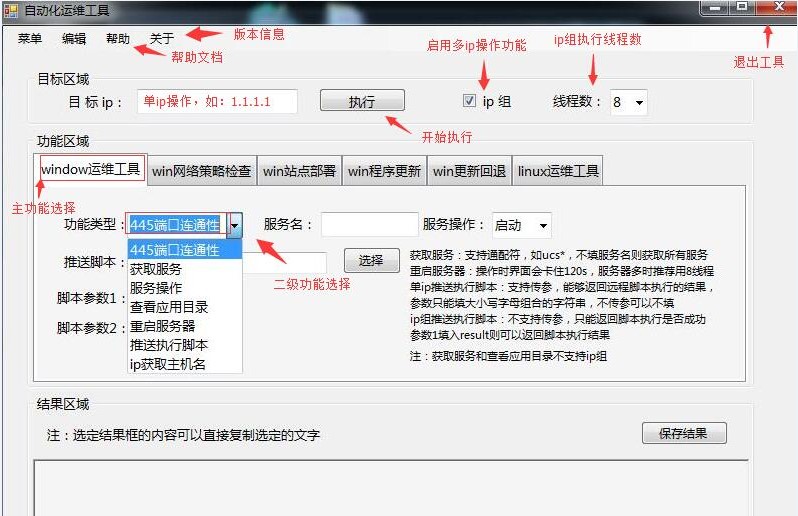 自动化运维工具
菜单 编辑 帮助 关于
版本信息
帮助文档
启用多ip操作功能
ip组执行线程数
退出工具
目标区域
目 标 ip： 单ip操作，如：1.1.1.1 执行 ip 组 线程数： 8
开始执行
功能区域
window运维工具 win网络策略检查 win站点部署 win程序更新 win更新回退 linux运维工具
主功能选择
功能类型： 445端口连通性 服务名： 服务操作： 启动
445端口连通性
获取服务
服务操作
查看应用目录
重启服务器
推送执行脚本
ip获取主机名
二级功能选择
推送脚本： 选择
脚本参数1：
脚本参数2：
获取服务：支持通配符，如ucs*，不填服务名则获取所有服务
重启服务器：操作时界面会卡住120s，服务器多时推荐用8线程
单ip推送执行脚本：支持传参，能够返回远程脚本执行的结果，
参数只能填大小写字母组合的字符串，不传参可以不填
ip组推送执行脚本：不支持传参，只能返回脚本执行是否成功
参数1填入result则可以返回脚本执行结果
注：获取服务和查看应用目录不支持ip组
结果区域
注：选定结果框的内容可以直接复制选定的文字 保存结果